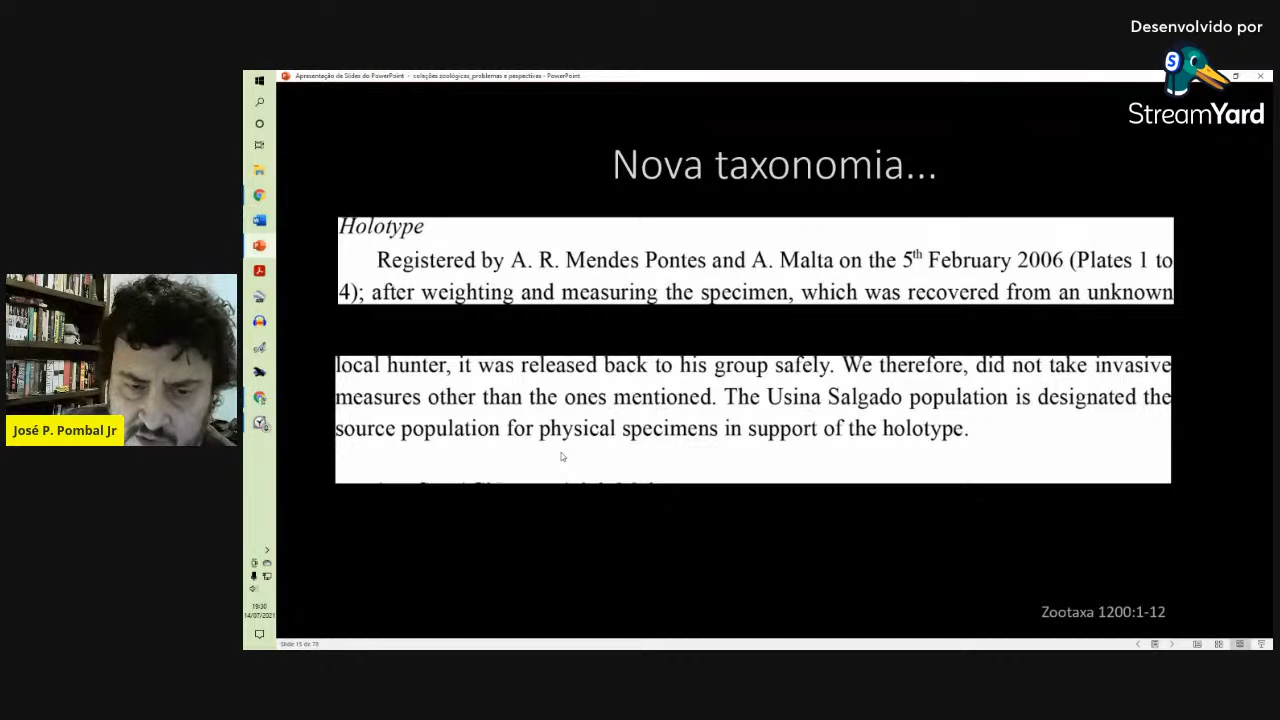 Desenvolvido por
StreamYard
Apresentação de Slides do PowerPoint - coleções zoológicas_problemas e perspectivas - PowerPoint
Nova taxonomia...
Holotype
Registered by A. R. Mendes Pontes and A. Malta on the 5th February 2006 (Plates 1 to
4); after weighting and measuring the specimen, which was recovered from an unknown
local hunter, it was released back to his group safely. We therefore, did not take invasive
measures other than the ones mentioned. The Usina Salgado population is designated the
source population for physical specimens in support of the holotype.
José P. Pombal Jr
Zootaxa 1200:1-12
19:30
14/07/2021
Slide 15 de 78